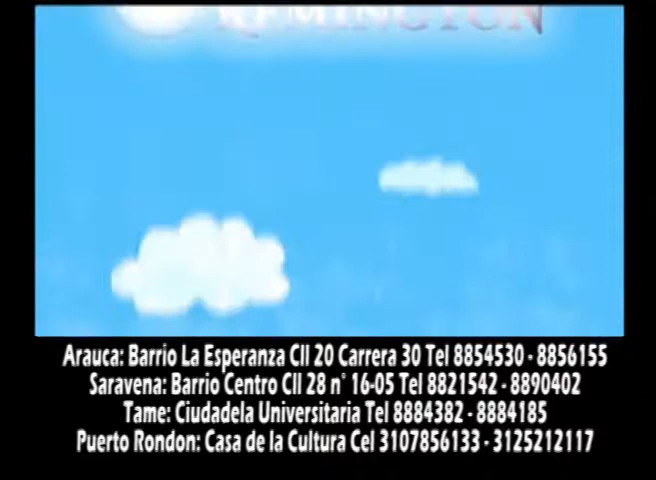 REMINGTON
Arauca: Barrio La Esperanza Cll 20 Carrera 30 Tel 8854530 - 8856155
Saravena: Barrio Centro Cll 28 n° 16-05 Tel 8821542 - 8890402
Tame: Ciudadela Universitaria Tel 8884382 - 8884185
Puerto Rondon: Casa de la Cultura Cel 3107856133 - 3125212117